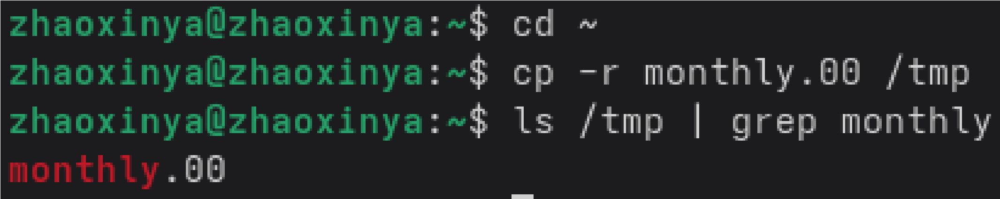 zhaoxinya@zhaoxinya:~$ cd ~
zhaoxinya@zhaoxinya:~$ cp -r monthly.00 /tmp
zhaoxinya@zhaoxinya:~$ ls /tmp | grep monthly
monthly.00